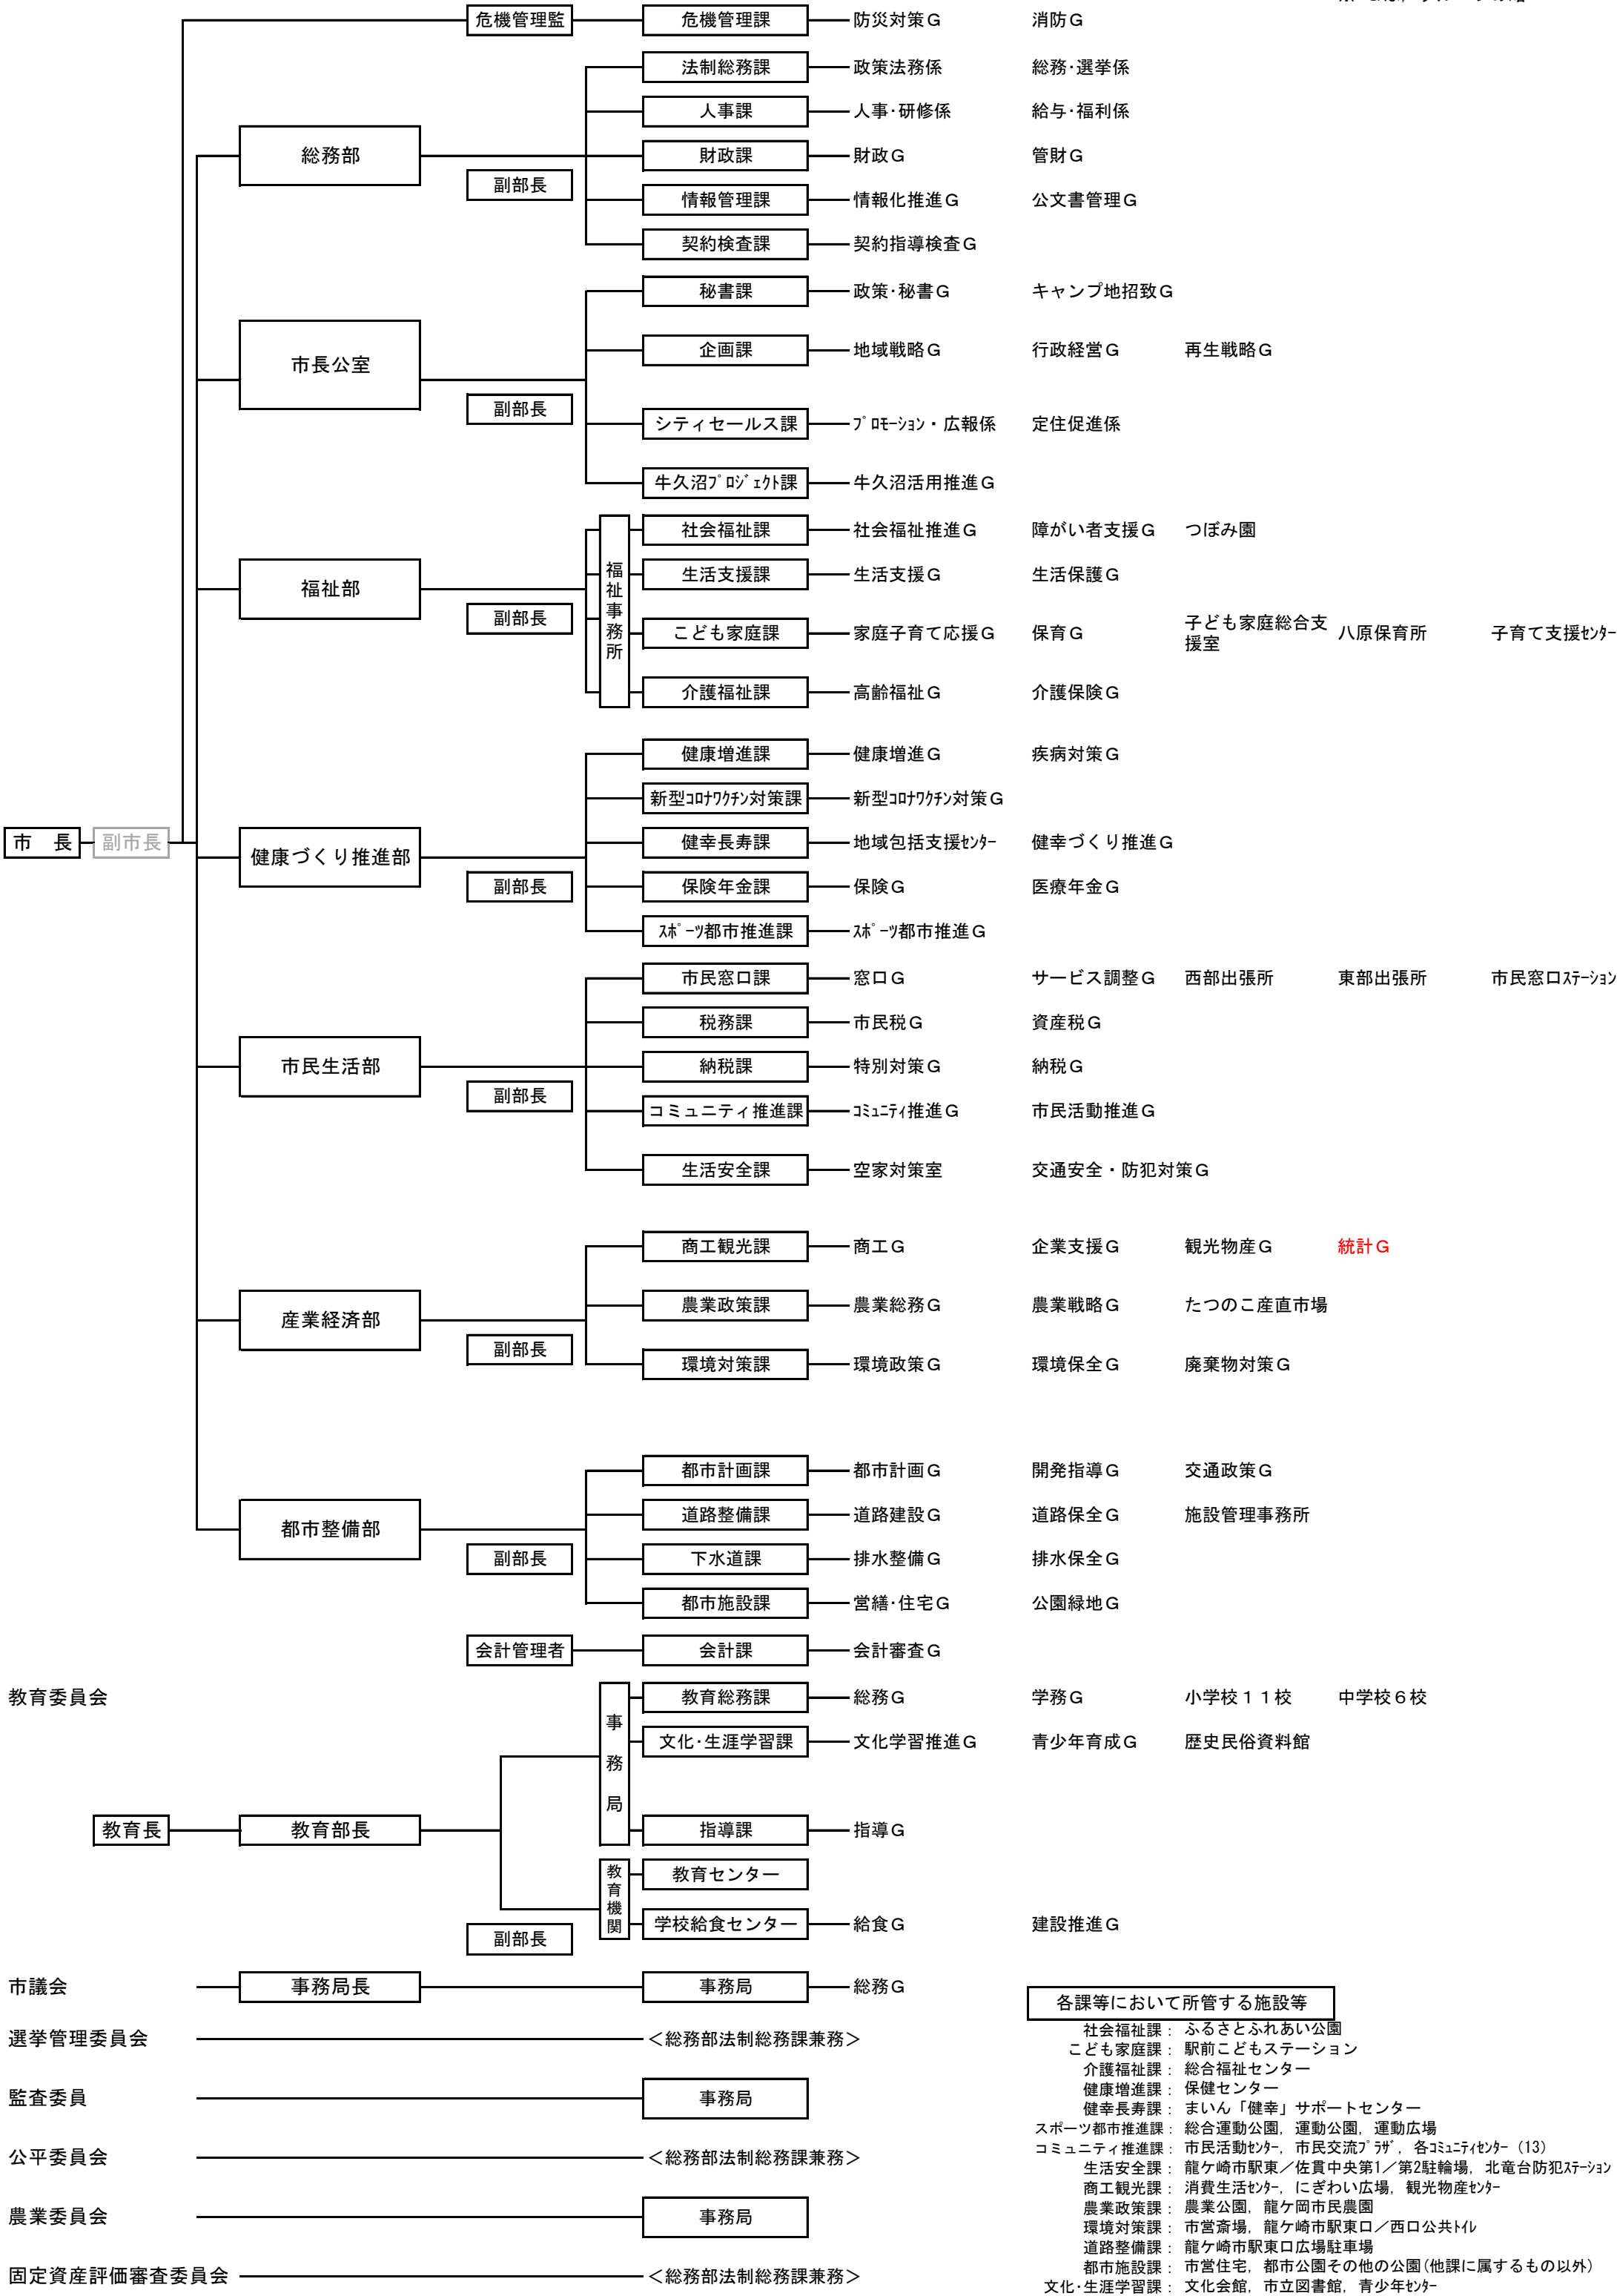 危機管理監 危機管理課 防災対策Ｇ 消防Ｇ
法制総務課 政策法務係 総務・選挙係
人事課 人事・研修係 給与・福利係
総務部 財政課 財政Ｇ 管財Ｇ
副部長 情報管理課 情報化推進Ｇ 公文書管理Ｇ
契約検査課 契約指導検査Ｇ
秘書課 政策・秘書Ｇ キャンプ地招致Ｇ
企画課 地域戦略Ｇ 行政経営Ｇ 再生戦略Ｇ
市長公室
副部長 シティセールス課 ﾌﾟﾛﾓｰｼｮﾝ・広報係 定住促進係
牛久沼ﾌﾟﾛｼﾞｪｸﾄ課 牛久沼活用推進Ｇ
福祉事務所 社会福祉課 社会福祉推進Ｇ 障がい者支援Ｇ つぼみ園
福祉部 生活支援課 生活支援Ｇ 生活保護Ｇ
副部長 こども家庭課 家庭子育て応援Ｇ 保育Ｇ 子ども家庭総合支援室 八原保育所 子育て支援ｾﾝﾀｰ
介護福祉課 高齢福祉Ｇ 介護保険Ｇ
健康増進課 健康増進Ｇ 疾病対策Ｇ
新型ｺﾛﾅﾜｸﾁﾝ対策課 新型ｺﾛﾅﾜｸﾁﾝ対策Ｇ
市　長 副市長 健康づくり推進部 健幸長寿課 地域包括支援ｾﾝﾀｰ 健幸づくり推進Ｇ
副部長 保険年金課 保険Ｇ 医療年金Ｇ
ｽﾎﾟｰﾂ都市推進課 ｽﾎﾟｰﾂ都市推進Ｇ
市民窓口課 窓口Ｇ サービス調整Ｇ 西部出張所 東部出張所 市民窓口ｽﾃｰｼｮﾝ
税務課 市民税Ｇ 資産税Ｇ
市民生活部 納税課 特別対策Ｇ 納税Ｇ
副部長 コミュニティ推進課 ｺﾐｭﾆﾃｨ推進Ｇ 市民活動推進Ｇ
生活安全課 空家対策室 交通安全・防犯対策Ｇ
商工観光課 商工Ｇ 企業支援Ｇ 観光物産Ｇ 統計Ｇ
産業経済部 農業政策課 農業総務Ｇ 農業戦略Ｇ たつのこ産直市場
副部長 環境対策課 環境政策Ｇ 環境保全Ｇ 廃棄物対策Ｇ
都市計画課 都市計画Ｇ 開発指導Ｇ 交通政策Ｇ
都市整備部 道路整備課 道路建設Ｇ 道路保全Ｇ 施設管理事務所
副部長 下水道課 排水整備Ｇ 排水保全Ｇ
都市施設課 営繕・住宅Ｇ 公園緑地Ｇ
会計管理者 会計課 会計審査Ｇ
教育委員会 事務局 教育総務課 総務Ｇ 学務Ｇ 小学校１１校 中学校６校
文化・生涯学習課 文化学習推進Ｇ 青少年育成Ｇ 歴史民俗資料館
教育長 教育部長 指導課 指導Ｇ
教育機関 教育センター
副部長 学校給食センター 給食Ｇ 建設推進Ｇ
市議会 事務局長 事務局 総務Ｇ
選挙管理委員会 ＜総務部法制総務課兼務＞
監査委員 事務局
公平委員会 ＜総務部法制総務課兼務＞
農業委員会 事務局
固定資産評価審査委員会 ＜総務部法制総務課兼務＞
各課等において所管する施設等
社会福祉課： ふるさとふれあい公園
こども家庭課： 駅前こどもステーション
介護福祉課： 総合福祉センター
健康増進課： 保健センター
健幸長寿課： まいん「健幸」サポートセンター
スポーツ都市推進課： 総合運動公園，運動公園，運動広場
コミュニティ推進課： 市民活動ｾﾝﾀｰ，市民交流ﾌﾟﾗｻﾞ，各ｺﾐｭﾆﾃｨｾﾝﾀｰ（13）
生活安全課： 龍ケ崎市駅東／佐貫中央第1／第2駐輪場，北竜台防犯ｽﾃｰｼｮﾝ
商工観光課： 消費生活ｾﾝﾀｰ，にぎわい広場，観光物産ｾﾝﾀｰ
農業政策課： 農業公園，龍ケ岡市民農園
環境対策課： 市営斎場，龍ケ崎市駅東口／西口公共ﾄｲﾚ
道路整備課： 龍ケ崎市駅東口広場駐車場
都市施設課： 市営住宅，都市公園その他の公園(他課に属するもの以外)
文化・生涯学習課： 文化会館，市立図書館，青少年ｾﾝﾀｰ